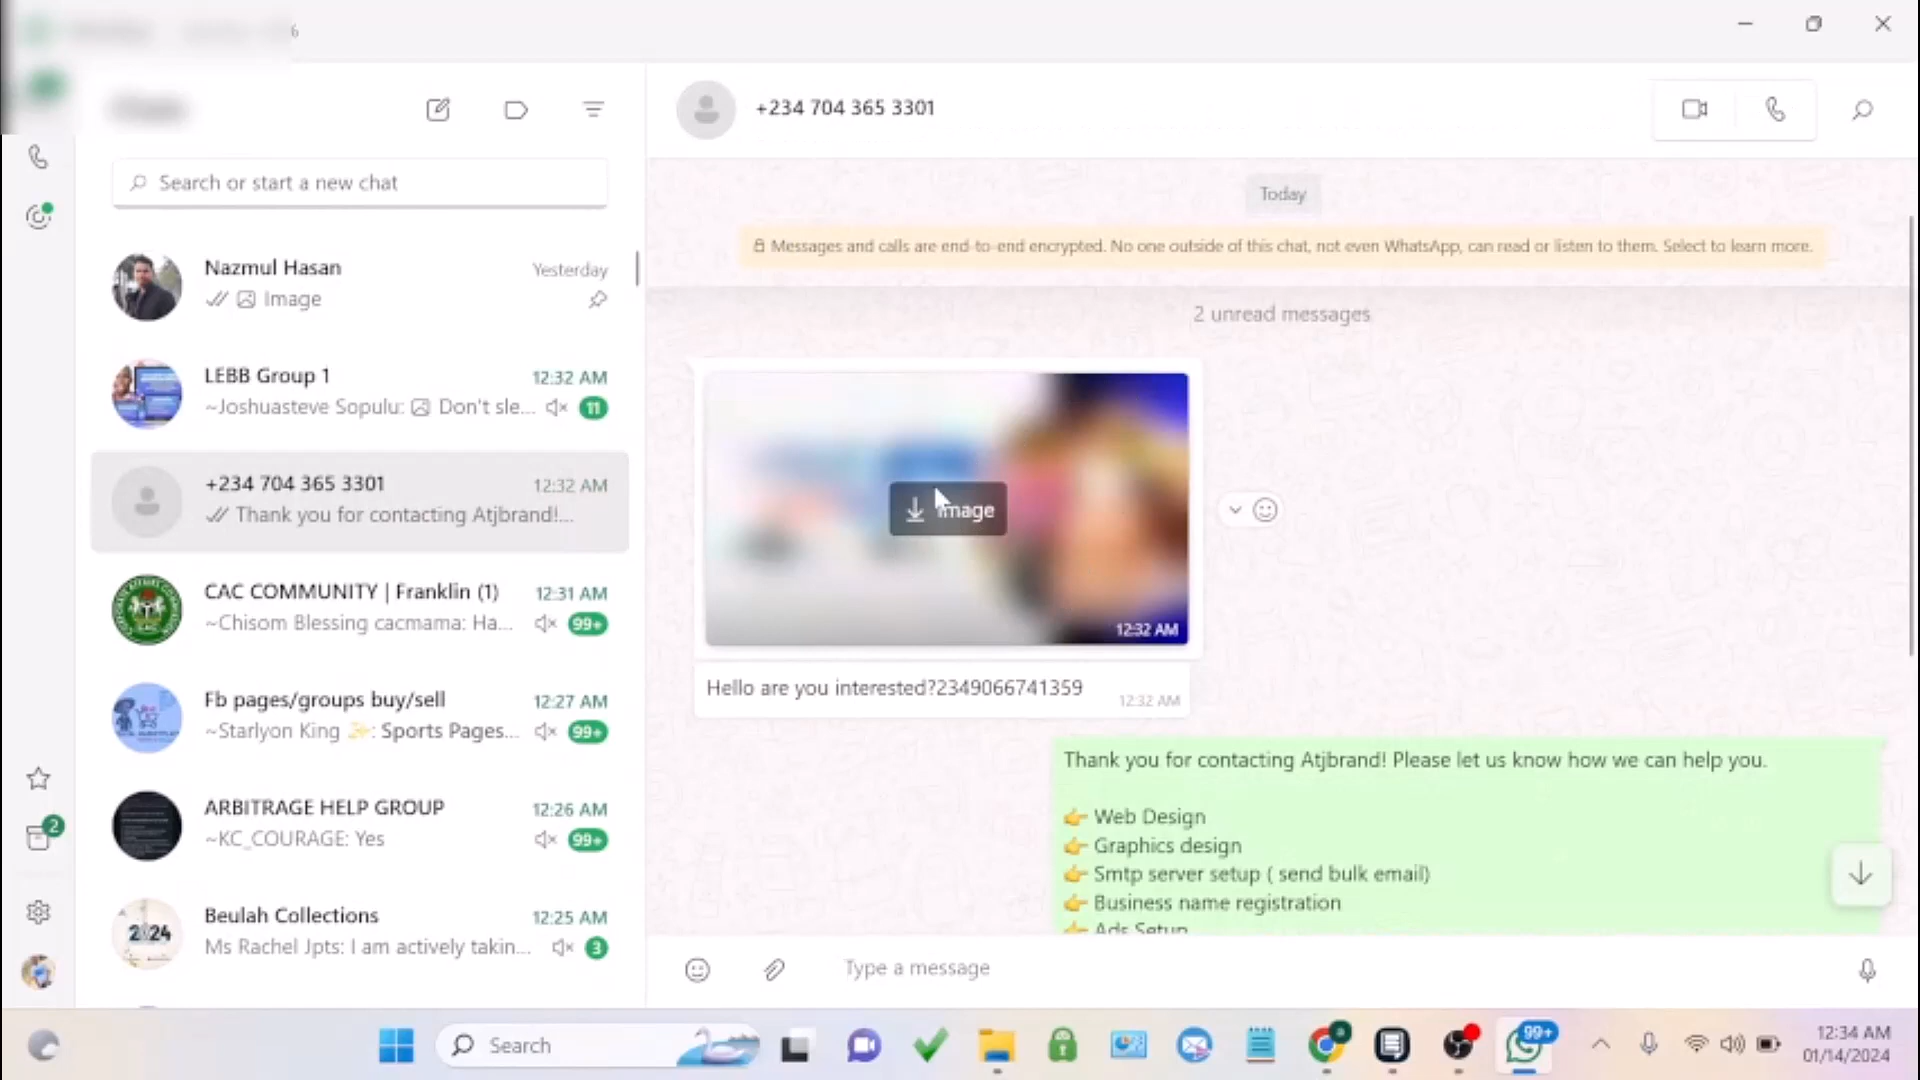 Search or start a new chat
Nazmul Hasan
Yesterday
Image
LEBB Group 1
12:32 AM
~Joshuasteve Sopulu: Don't sle...
11
+234 704 365 3301
12:32 AM
Thank you for contacting Atjbrand!...
CAC COMMUNITY | Franklin (1)
12:31 AM
~Chisom Blessing cacmama: Ha...
99+
Fb pages/groups buy/sell
12:27 AM
~Starlyon King ✨: Sports Pages...
99+
ARBITRAGE HELP GROUP
12:26 AM
~KC_COURAGE: Yes
99+
Beulah Collections
12:25 AM
Ms Rachel Jpts: I am actively takin...
3
2024
2
+234 704 365 3301
Today
Messages and calls are end-to-end encrypted. No one outside of this chat, not even WhatsApp, can read or listen to them. Select to learn more.
2 unread messages
Image
12:32 AM
Hello are you interested?2349066741359
12:32 AM
Thank you for contacting Atjbrand! Please let us know how we can help you.
👉 Web Design
👉 Graphics design
👉 Smtp server setup ( send bulk email)
👉 Business name registration
👉 Ads Setup
Type a message
Search
99+
12:34 AM
01/14/2024